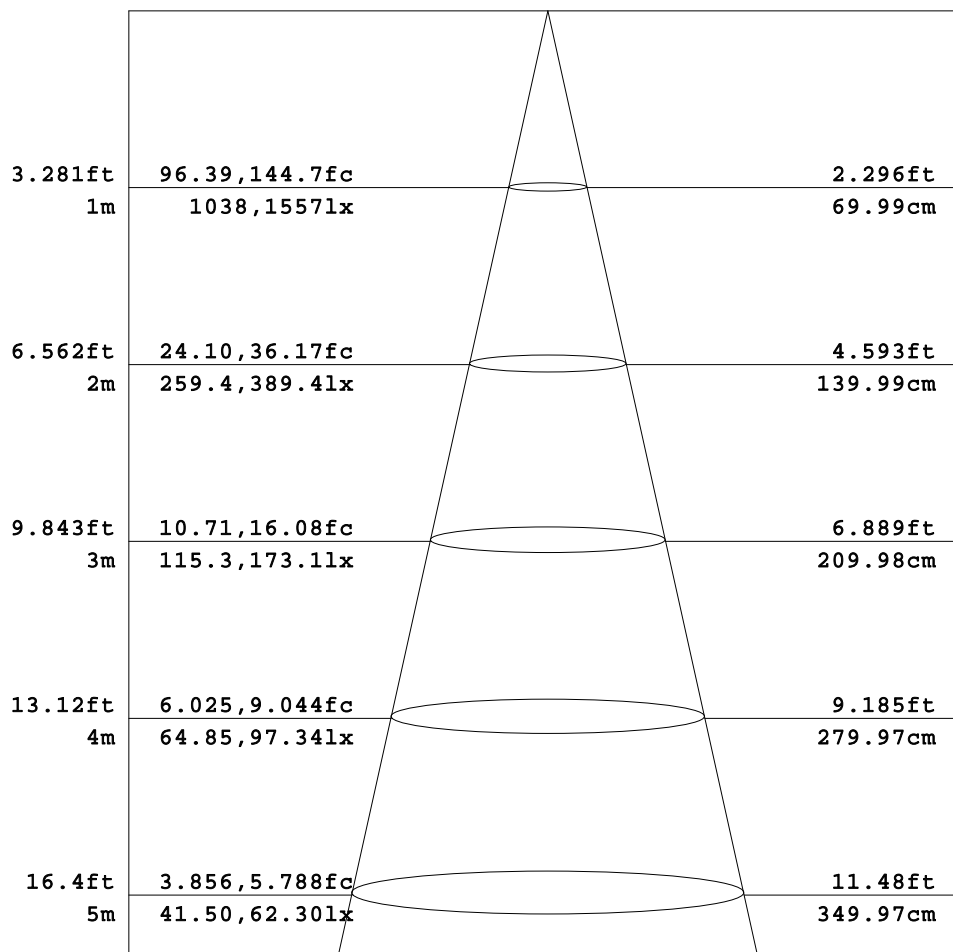 3.281ft 96.39,144.7fc 2.296ft
1m 1038,1557lx 69.99cm
6.562ft 24.10,36.17fc 4.593ft
2m 259.4,389.4lx 139.99cm
9.843ft 10.71,16.08fc 6.889ft
3m 115.3,173.1lx 209.98cm
13.12ft 6.025,9.044fc 9.185ft
4m 64.85,97.34lx 279.97cm
16.4ft 3.856,5.788fc 11.48ft
5m 41.50,62.30lx 349.97cm